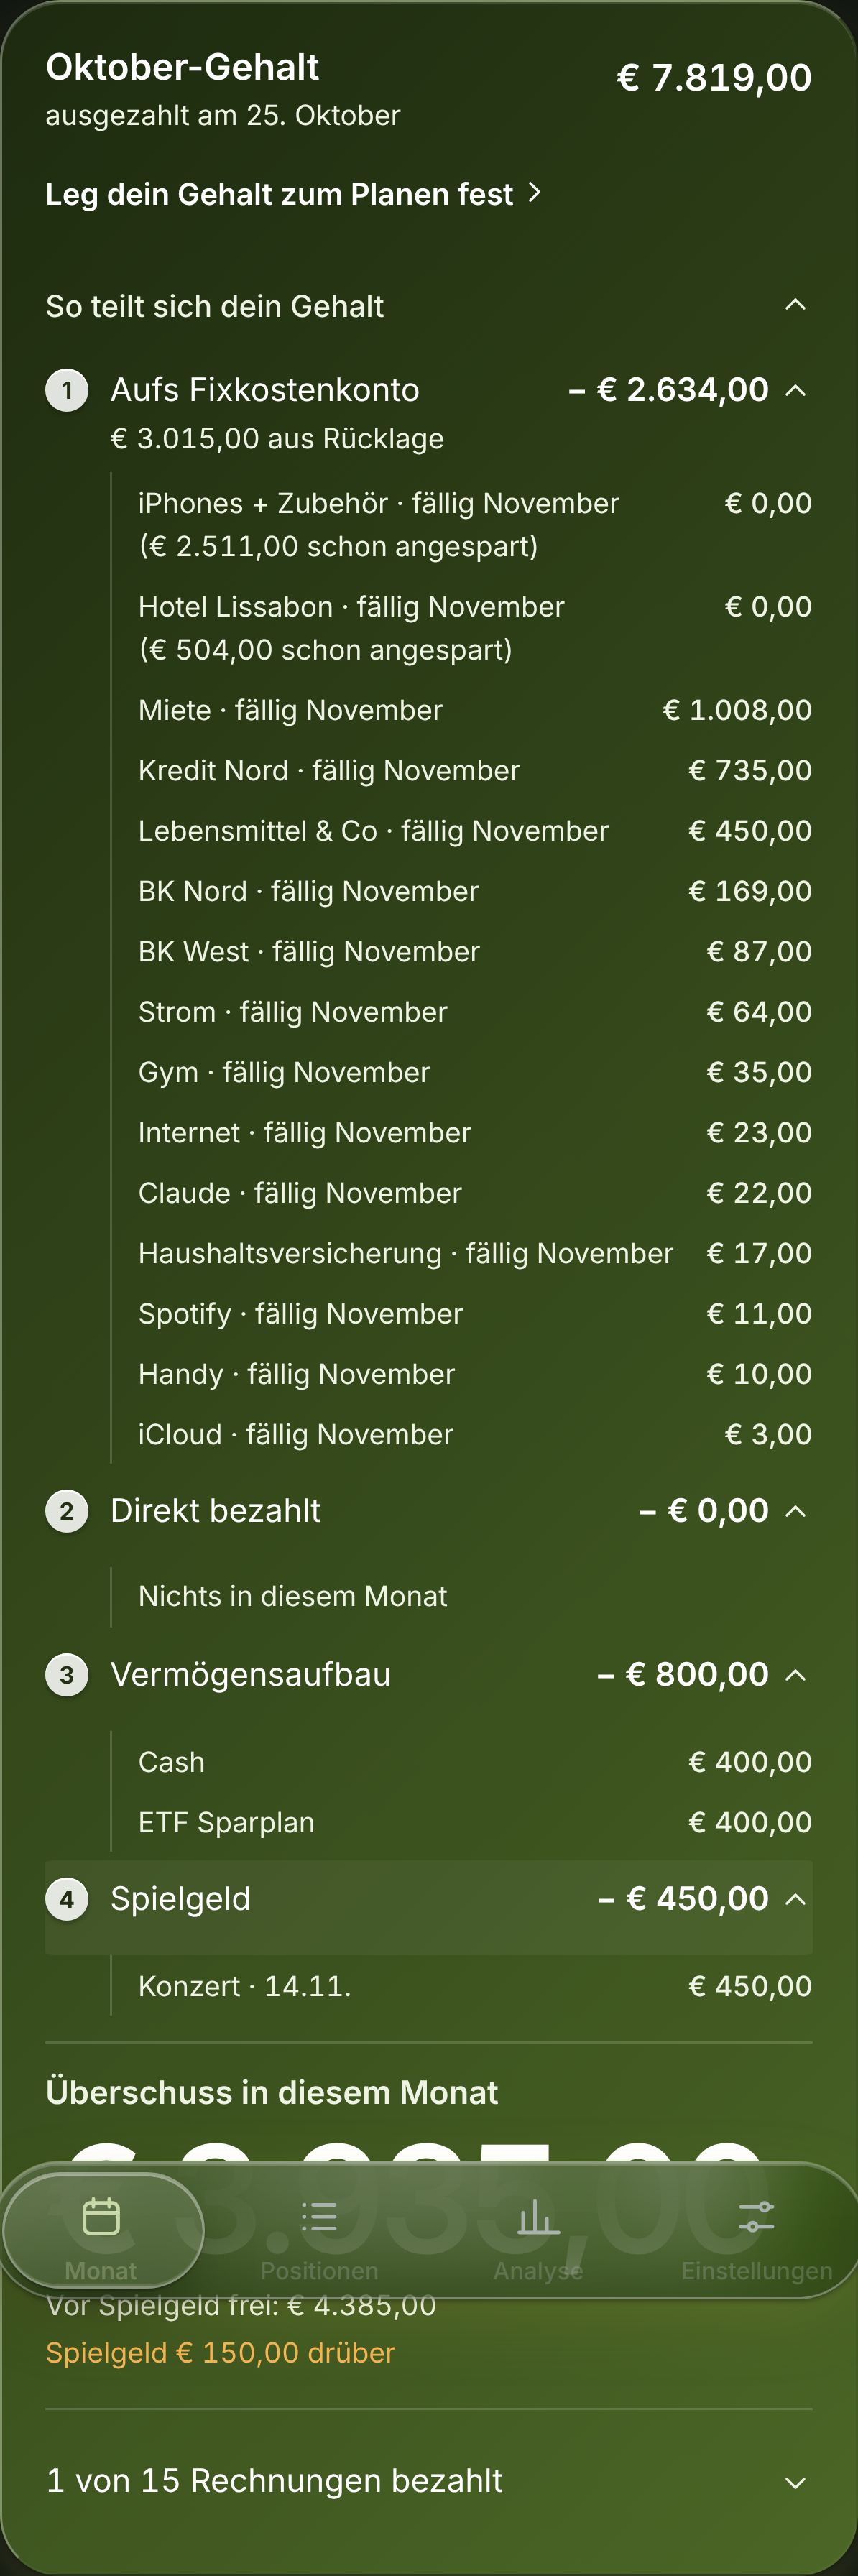 Oktober-Gehalt
€ 7.819,00
ausgezahlt am 25. Oktober
Leg dein Gehalt zum Planen fest
So teilt sich dein Gehalt
1 Aufs Fixkostenkonto – € 2.634,00
€ 3.015,00 aus Rücklage
iPhones + Zubehör · fällig November € 0,00
(€ 2.511,00 schon angespart)
Hotel Lissabon · fällig November € 0,00
(€ 504,00 schon angespart)
Miete · fällig November € 1.008,00
Kredit Nord · fällig November € 735,00
Lebensmittel & Co · fällig November € 450,00
BK Nord · fällig November € 169,00
BK West · fällig November € 87,00
Strom · fällig November € 64,00
Gym · fällig November € 35,00
Internet · fällig November € 23,00
Claude · fällig November € 22,00
Haushaltsversicherung · fällig November € 17,00
Spotify · fällig November € 11,00
Handy · fällig November € 10,00
iCloud · fällig November € 3,00
2 Direkt bezahlt – € 0,00
Nichts in diesem Monat
3 Vermögensaufbau – € 800,00
Cash € 400,00
ETF Sparplan € 400,00
4 Spielgeld – € 450,00
Konzert · 14.11. € 450,00
Überschuss in diesem Monat
€ 3.935,00
Monat Positionen Analyse Einstellungen
Vor Spielgeld frei: € 4.385,00
Spielgeld € 150,00 drüber
1 von 15 Rechnungen bezahlt